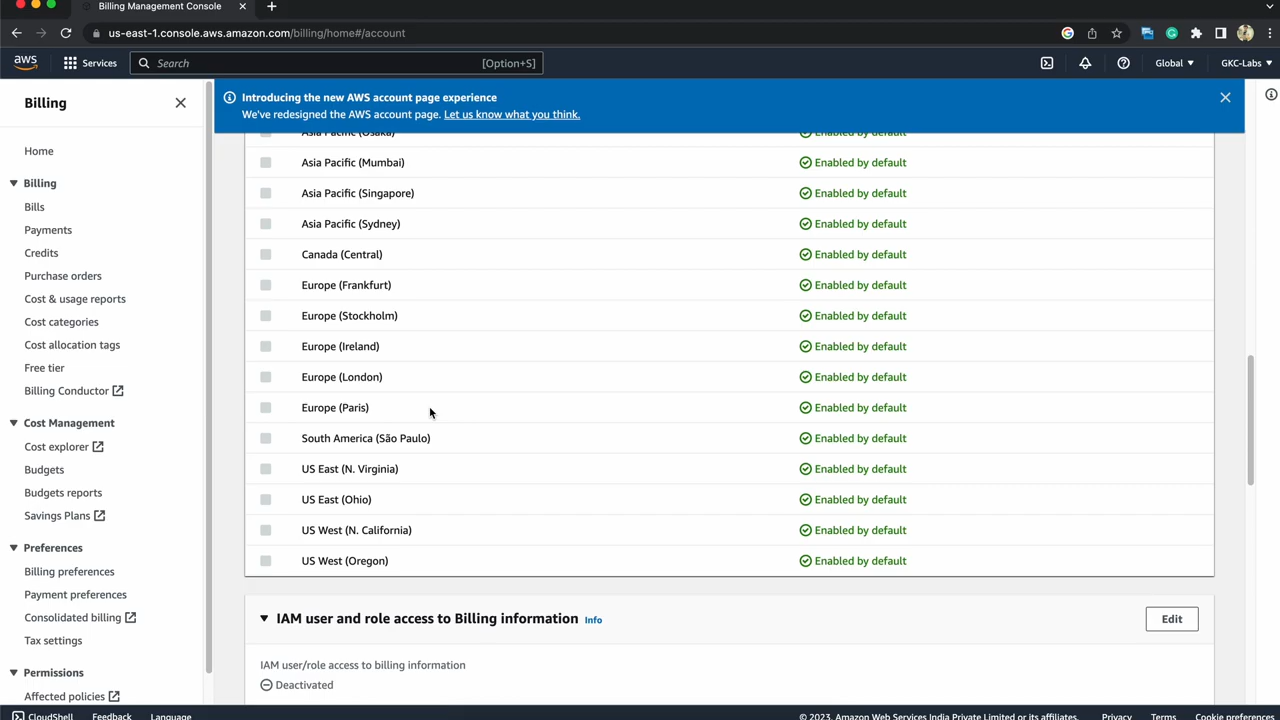 Billing Management Console
us-east-1.console.aws.amazon.com/billing/home#/account
aws
Services
Search
[Option+S]
Global
GKC-Labs
Billing
Home
Billing
Bills
Payments
Credits
Purchase orders
Cost & usage reports
Cost categories
Cost allocation tags
Free tier
Billing Conductor
Cost Management
Cost explorer
Budgets
Budgets reports
Savings Plans
Preferences
Billing preferences
Payment preferences
Consolidated billing
Tax settings
Permissions
Affected policies
Introducing the new AWS account page experience
We've redesigned the AWS account page. Let us know what you think.
Asia Pacific (Osaka) Enabled by default
Asia Pacific (Mumbai) Enabled by default
Asia Pacific (Singapore) Enabled by default
Asia Pacific (Sydney) Enabled by default
Canada (Central) Enabled by default
Europe (Frankfurt) Enabled by default
Europe (Stockholm) Enabled by default
Europe (Ireland) Enabled by default
Europe (London) Enabled by default
Europe (Paris) Enabled by default
South America (São Paulo) Enabled by default
US East (N. Virginia) Enabled by default
US East (Ohio) Enabled by default
US West (N. California) Enabled by default
US West (Oregon) Enabled by default
IAM user and role access to Billing information Info
Edit
IAM user/role access to billing information
Deactivated
CloudShell Feedback Language
© 2023, Amazon Web Services India Private Limited or its affiliates. Privacy Terms Cookie preferences